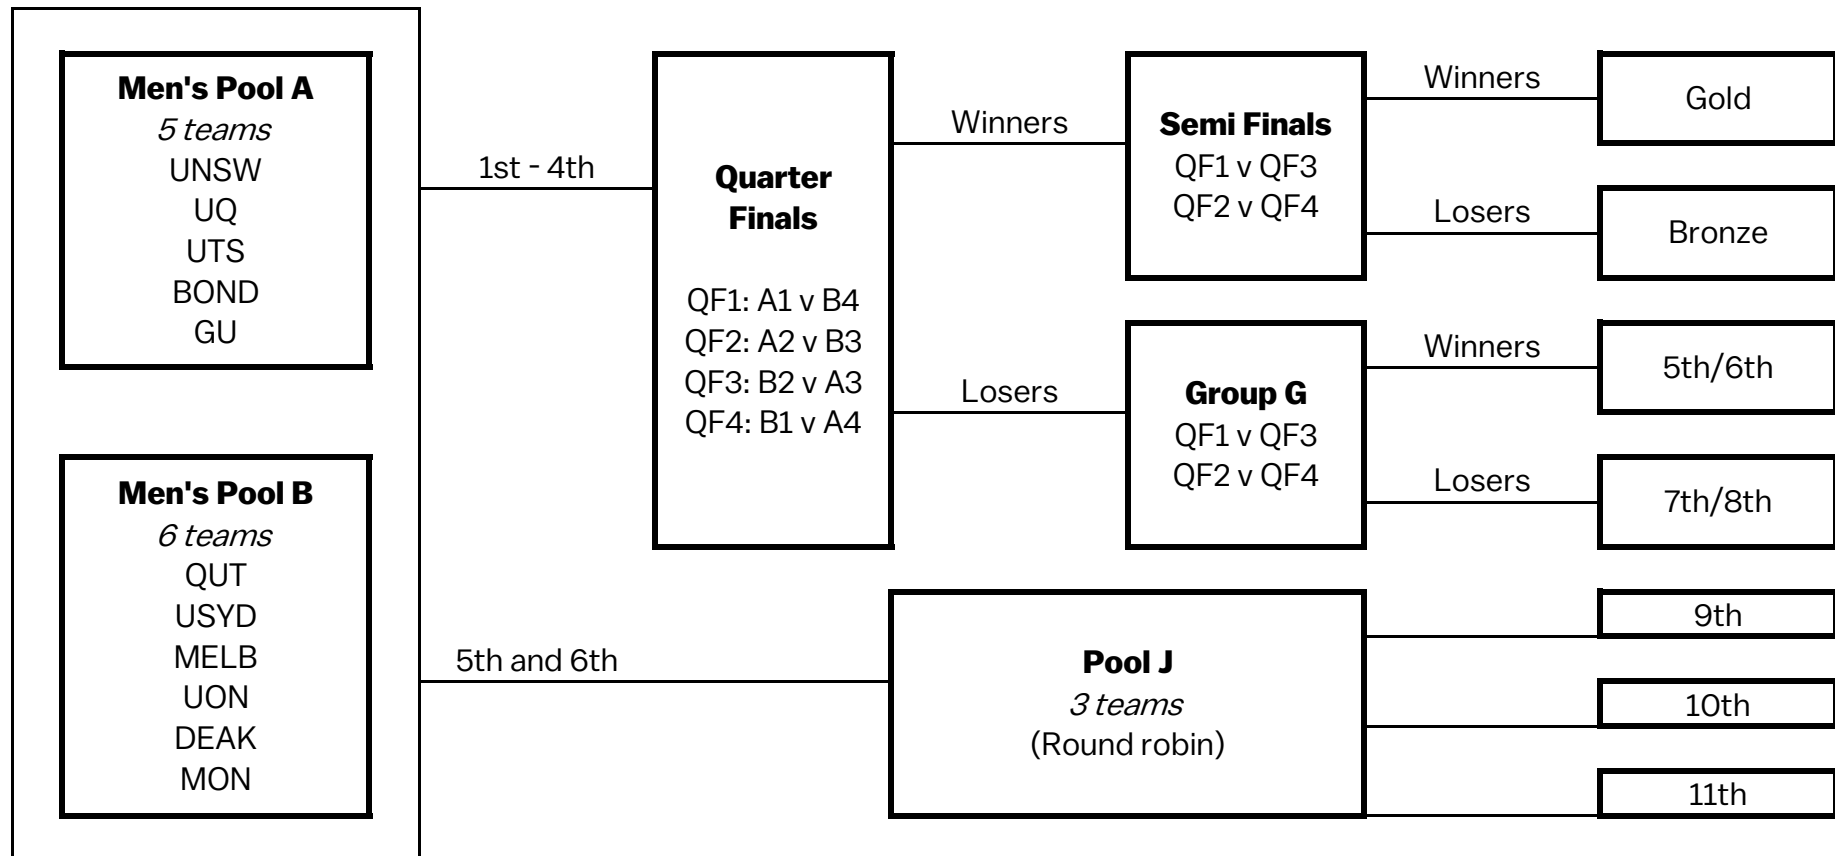 Men's Pool A
5 teams
UNSW
UQ
UTS
BOND
GU
Men's Pool B
6 teams
QUT
USYD
MELB
UON
DEAK
MON
1st - 4th
5th and 6th
Quarter
Finals
QF1: A1 v B4
QF2: A2 v B3
QF3: B2 v A3
QF4: B1 v A4
Winners
Losers
Semi Finals
QF1 v QF3
QF2 v QF4
Group G
QF1 v QF3
QF2 v QF4
Pool J
3 teams
(Round robin)
Winners
Losers
Winners
Losers
Gold
Bronze
5th/6th
7th/8th
9th
10th
11th